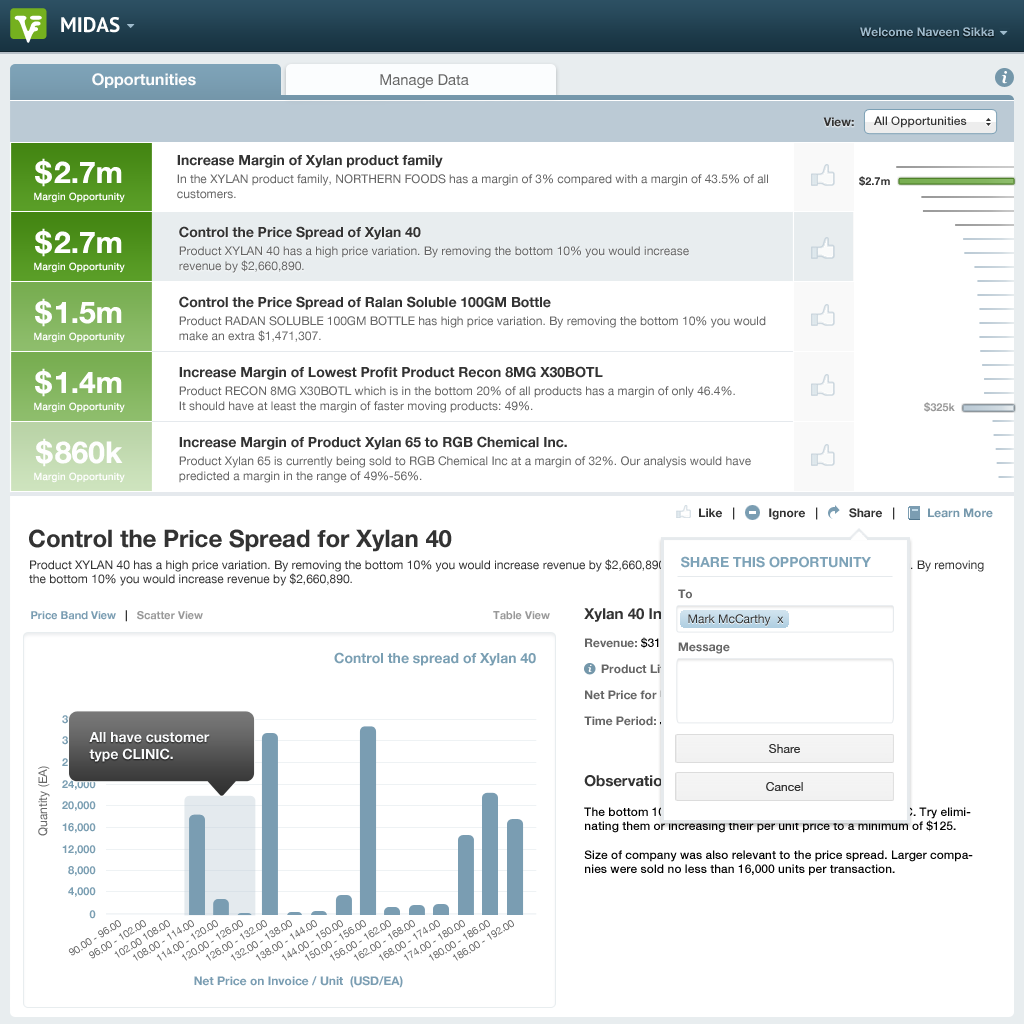 VF MIDAS
Welcome Naveen Sikka
Opportunities
Manage Data
i
View: All Opportunities
$2.7m
Margin Opportunity
Increase Margin of Xylan product family
In the XYLAN product family, NORTHERN FOODS has a margin of 3% compared with a margin of 43.5% of all
customers.
$2.7m
$2.7m
Margin Opportunity
Control the Price Spread of Xylan 40
Product XYLAN 40 has a high price variation. By removing the bottom 10% you would increase
revenue by $2,660,890.
$1.5m
Margin Opportunity
Control the Price Spread of Ralan Soluble 100GM Bottle
Product RADAN SOLUBLE 100GM BOTTLE has high price variation. By removing the bottom 10% you would
make an extra $1,471,307.
$1.4m
Margin Opportunity
Increase Margin of Lowest Profit Product Recon 8MG X30BOTL
Product RECON 8MG X30BOTL which is in the bottom 20% of all products has a margin of only 46.4%.
It should have at least the margin of faster moving products: 49%.
$325k
$860k
Margin Opportunity
Increase Margin of Product Xylan 65 to RGB Chemical Inc.
Product Xylan 65 is currently being sold to RGB Chemical Inc at a margin of 32%. Our analysis would have
predicted a margin in the range of 49%-56%.
Like | Ignore | Share | Learn More
Control the Price Spread for Xylan 40
Product XYLAN 40 has a high price variation. By removing the bottom 10% you would increase revenue by $2,660,890 . By removing
the bottom 10% you would increase revenue by $2,660,890.
SHARE THIS OPPORTUNITY
To
Mark McCarthy x
Message
Share
Cancel
Price Band View | Scatter View
Table View
Control the spread of Xylan 40
All have customer
type CLINIC.
Quantity (EA)
3
3
2
24,000
20,000
16,000
12,000
8,000
4,000
0
90.00 - 96.00
96.00 - 102.00
102.00 108.00
108.00 - 114.00
114.00 - 120.00
120.00 - 126.00
126.00 - 132.00
132.00 - 138.00
138.00 - 144.00
144.00 - 150.00
150.00 - 156.00
156.00 - 162.00
162.00 - 168.00
168.00 - 174.00
174.00 - 180.00
180.00 - 186.00
186.00 - 192.00
Net Price on Invoice / Unit (USD/EA)
Xylan 40 In
Revenue: $31
i Product Li
Net Price for
Time Period:
Observatio
The bottom 10 C. Try elimi-
nating them or increasing their per unit price to a minimum of $125.
Size of company was also relevant to the price spread. Larger compa-
nies were sold no less than 16,000 units per transaction.